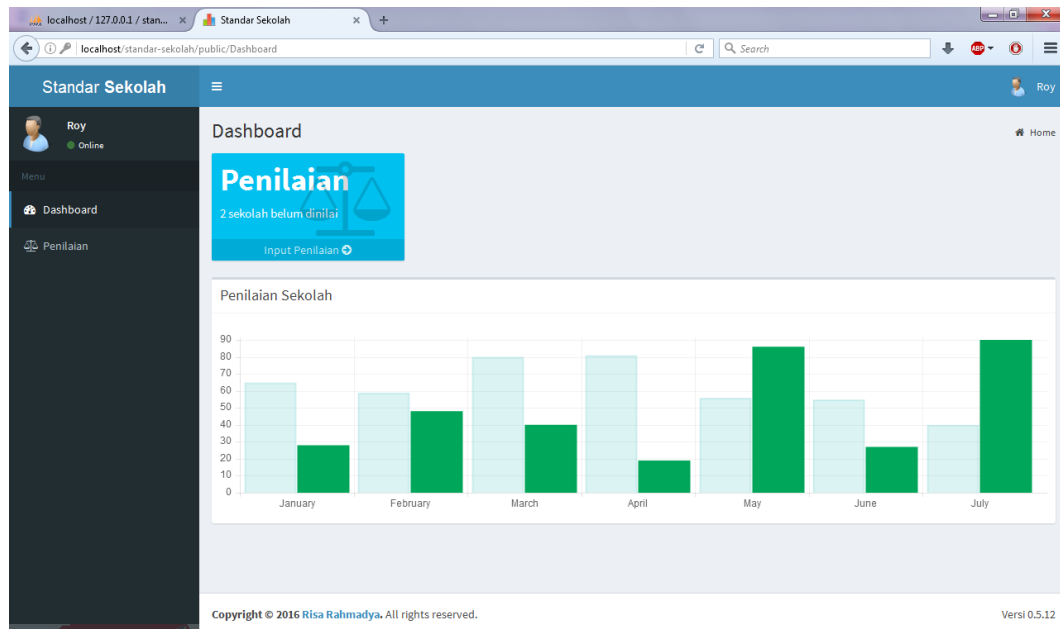 localhost / 127.0.0.1 / stan...
Standar Sekolah
localhost/standar-sekolah/public/Dashboard
Search
ABP
Standar Sekolah
Roy
Roy
Online
Dashboard
Home
Menu
Dashboard
Penilaian
Penilaian
2 sekolah belum dinilai
Input Penilaian
Penilaian Sekolah
90
80
70
60
50
40
30
20
10
0
January February March April May June July
Copyright © 2016 Risa Rahmadya. All rights reserved.
Versi 0.5.12